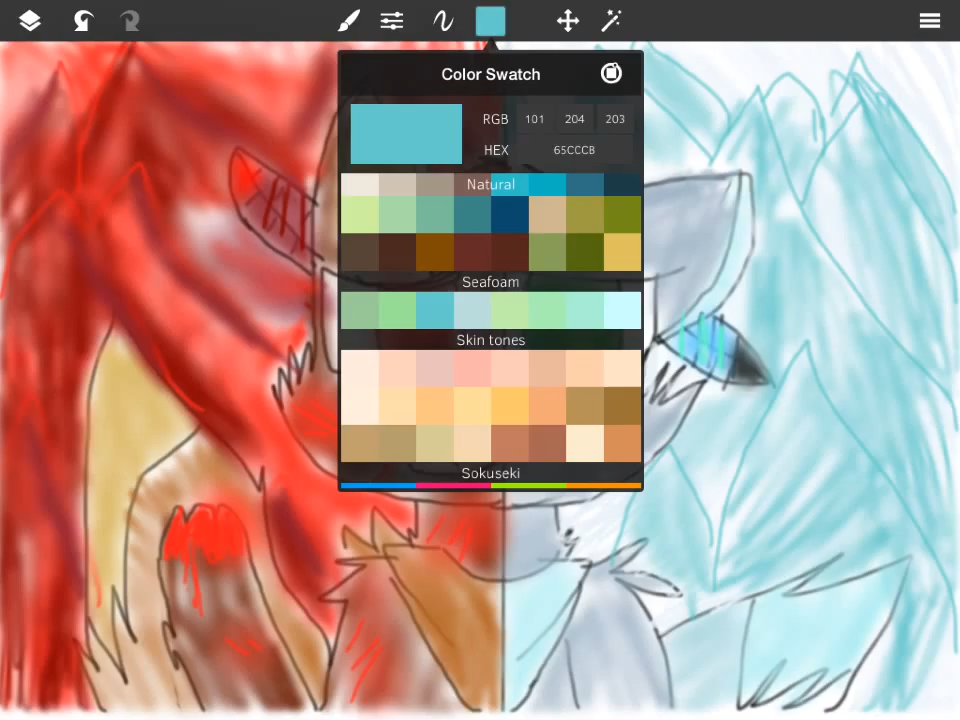 Color Swatch
RGB 101 204 203
HEX 65CCCB
Natural
Seafoam
Skin tones
Sokuseki